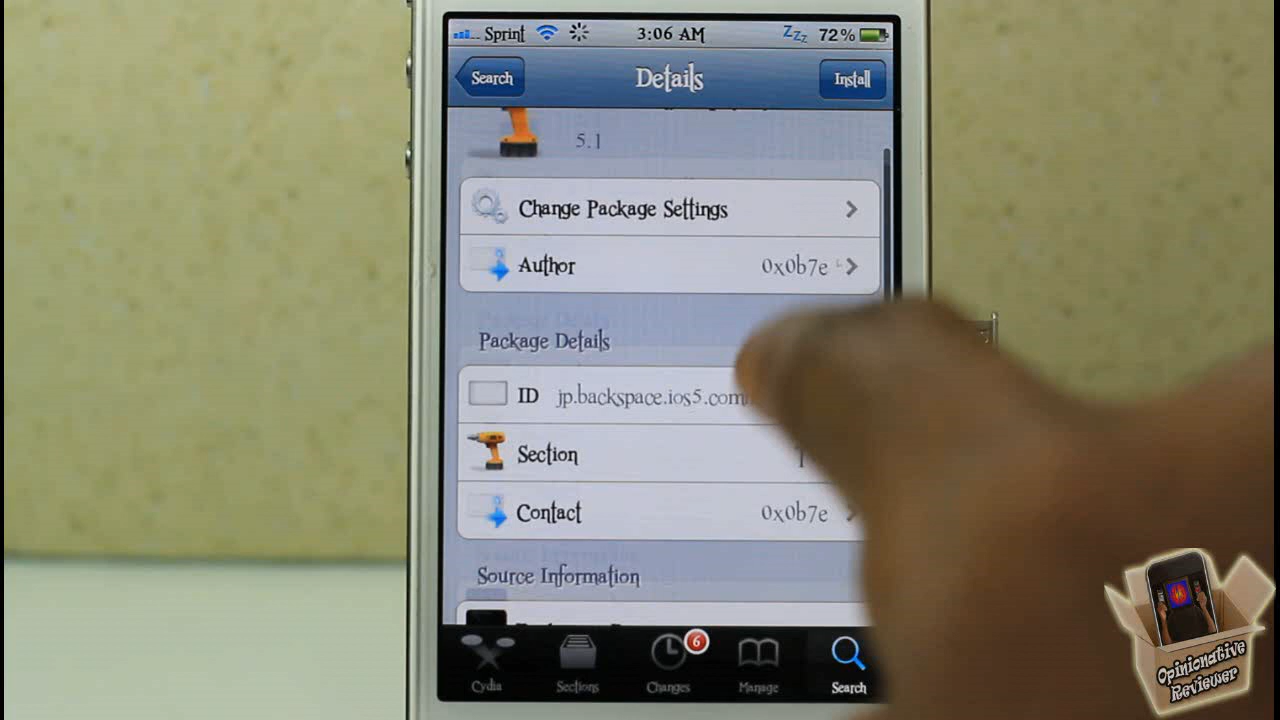 Sprint 3:06 AM Zzz 72%
Search Details Install
5.1
Change Package Settings
Author 0x0b7e
Package Details
ID jp.backspace.ios5.com
Section
Contact 0x0b7e
Source Information
6
Cydia Sections Changes Manage Search
Opinionative
Reviewer